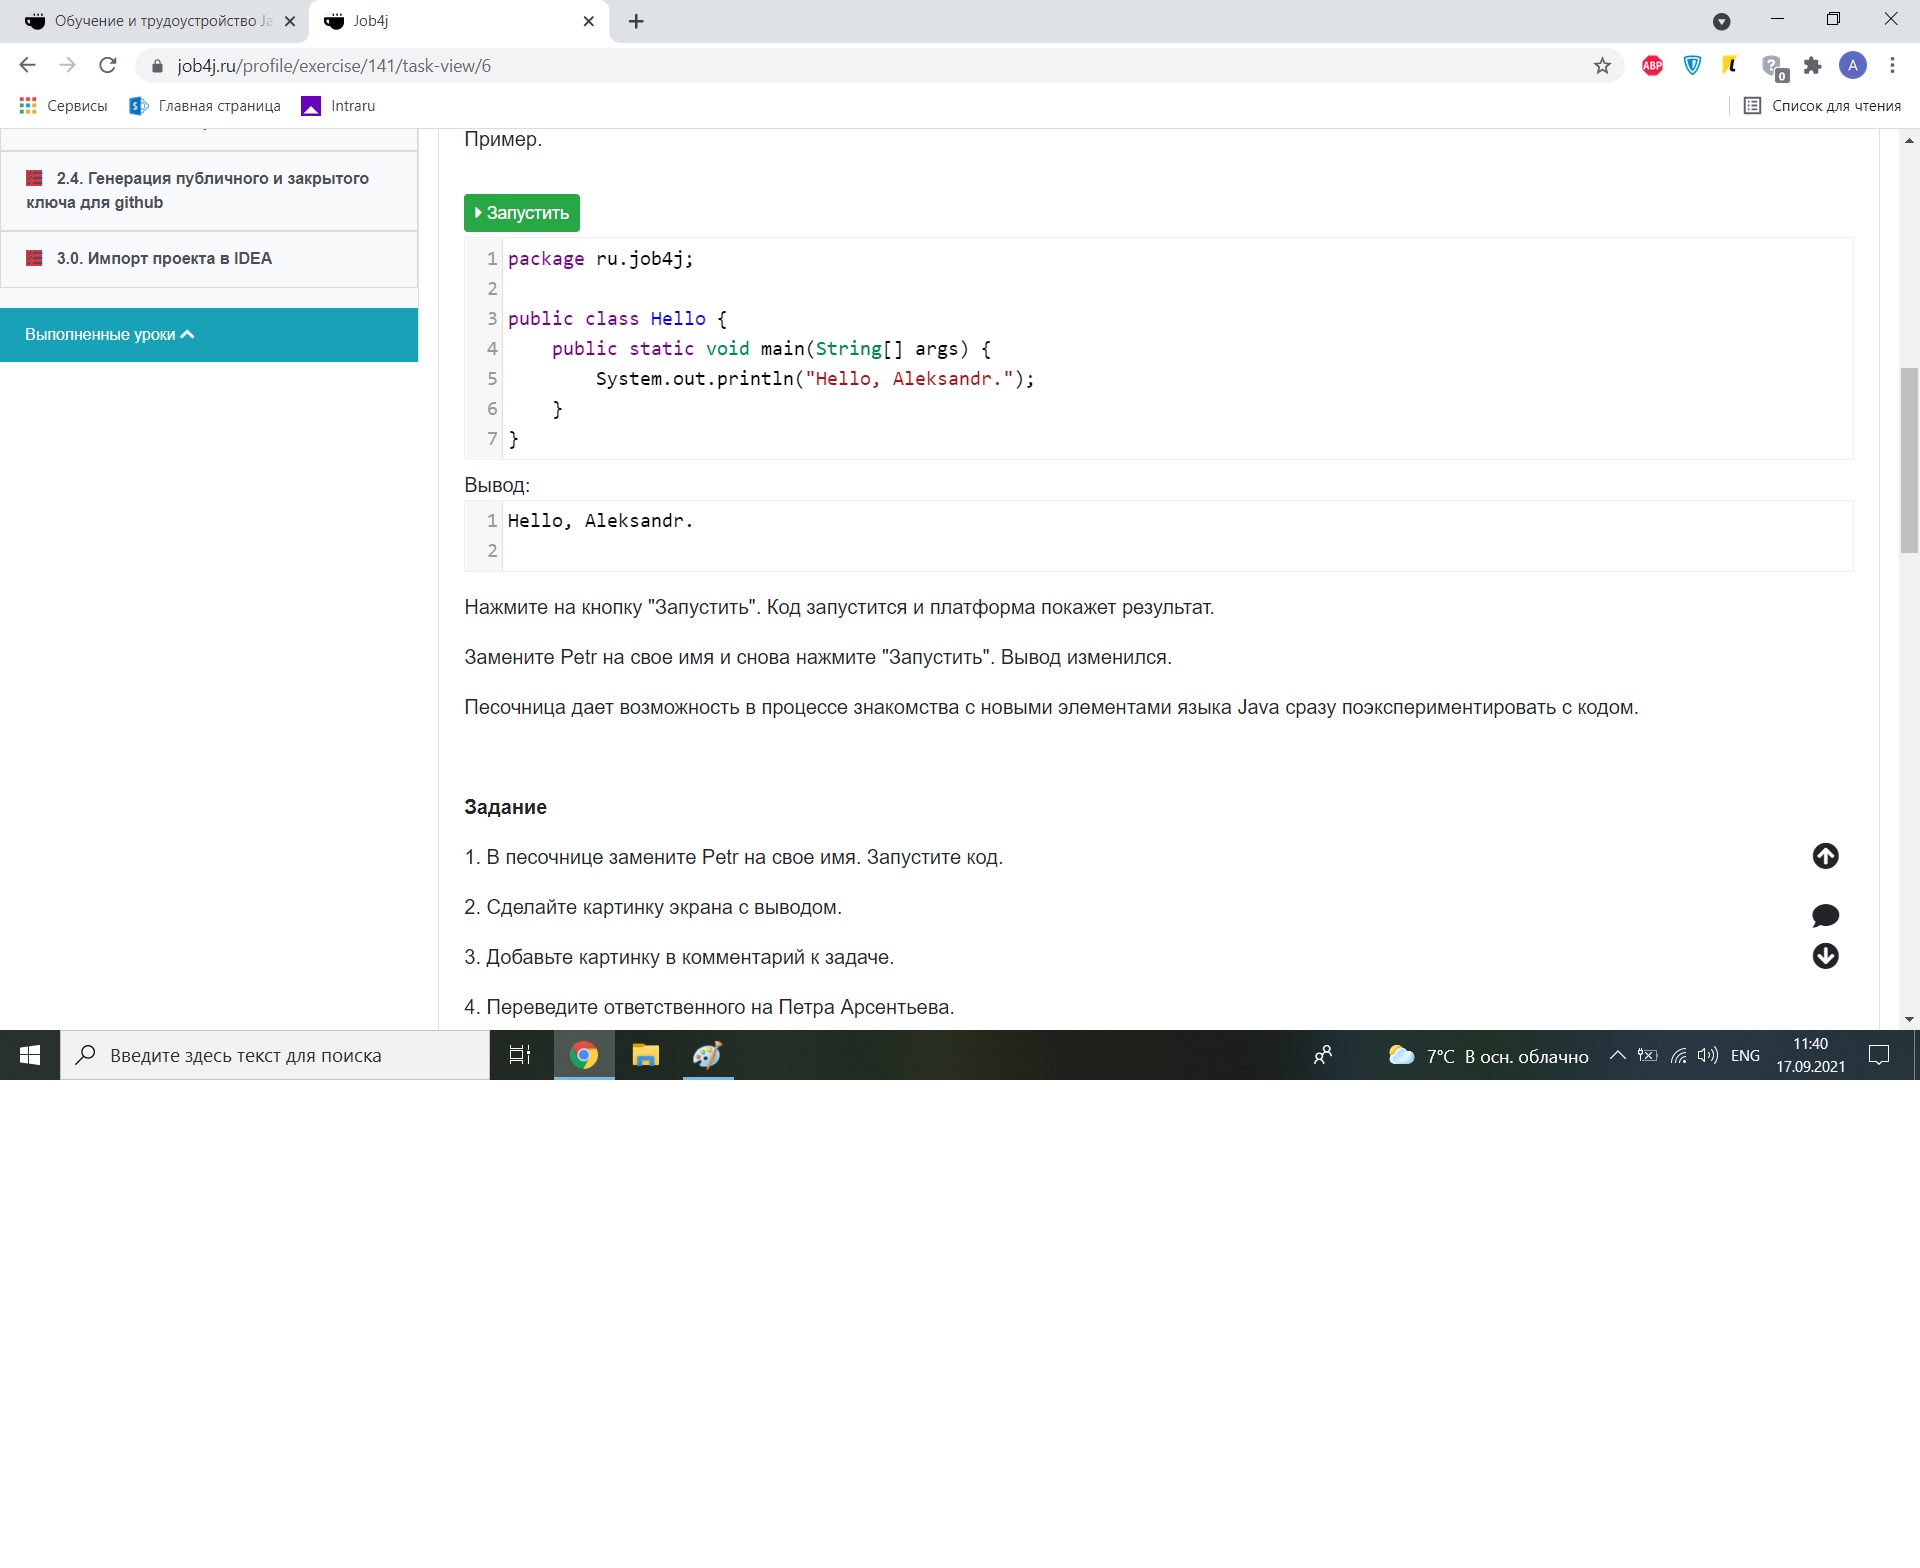 Обучение и трудоустройство Ja
Job4j
job4j.ru/profile/exercise/141/task-view/6
ABP
0
A
Сервисы
Главная страница
Intraru
Список для чтения
2.4. Генерация публичного и закрытого
ключа для github
3.0. Импорт проекта в IDEA
Выполненные уроки
Пример.
Запустить
1 package ru.job4j;
2
3 public class Hello {
4     public static void main(String[] args) {
5         System.out.println("Hello, Aleksandr.");
6     }
7 }
Вывод:
1 Hello, Aleksandr.
2
Нажмите на кнопку "Запустить". Код запустится и платформа покажет результат.
Замените Petr на свое имя и снова нажмите "Запустить". Вывод изменился.
Песочница дает возможность в процессе знакомства с новыми элементами языка Java сразу поэкспериментировать с кодом.
Задание
1. В песочнице замените Petr на свое имя. Запустите код.
2. Сделайте картинку экрана с выводом.
3. Добавьте картинку в комментарий к задаче.
4. Переведите ответственного на Петра Арсентьева.
Введите здесь текст для поиска
7°C В осн. облачно
ENG
11:40
17.09.2021